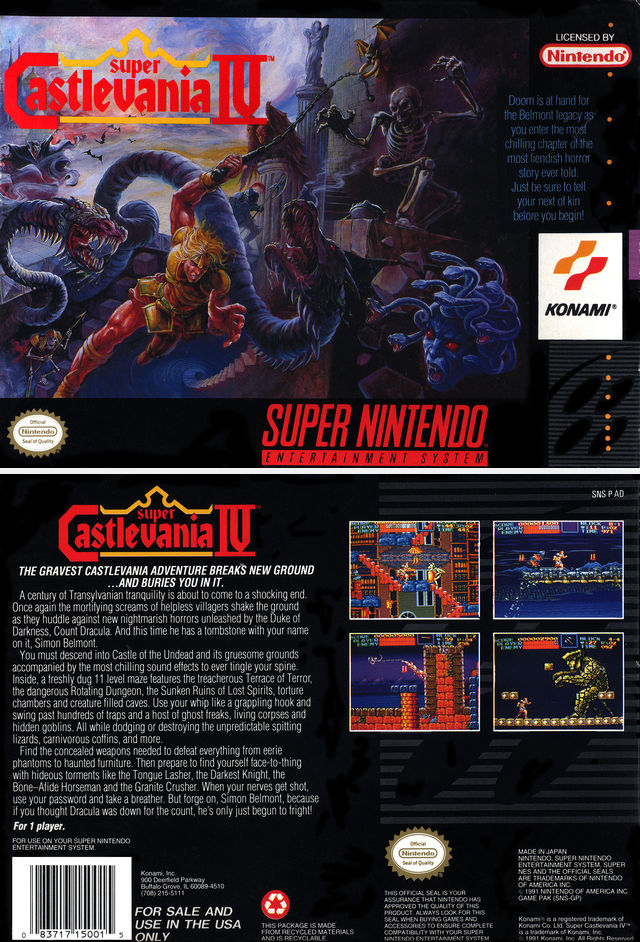 super
Castlevania IV™
LICENSED BY
Nintendo®
Doom is at hand for
the Belmont legacy as
you enter the most
chilling chapter of the
most fiendish horror
story ever told.
Just be sure to tell
your next of kin
before you begin!
KONAMI®
Official
Nintendo
Seal of Quality
SUPER NINTENDO
ENTERTAINMENT SYSTEM
SNS P AD
super
Castlevania IV™
THE GRAVEST CASTLEVANIA ADVENTURE BREAKS NEW GROUND
...AND BURIES YOU IN IT.
A century of Transylvanian tranquility is about to come to a shocking end.
Once again the mortifying screams of helpless villagers shake the ground
as they huddle against new nightmarish horrors unleashed by the Duke of
Darkness, Count Dracula. And this time he has a tombstone with your name
on it, Simon Belmont.
You must descend into Castle of the Undead and its gruesome grounds
accompanied by the most chilling sound effects to ever tingle your spine.
Inside, a freshly dug 11 level maze features the treacherous Terrace of Terror,
the dangerous Rotating Dungeon, the Sunken Ruins of Lost Spirits, torture
chambers and creature filled caves. Use your whip like a grappling hook and
swing past hundreds of traps and a host of ghost freaks, living corpses and
hidden goblins. All while dodging or destroying the unpredictable spitting
lizards, carnivorous coffins, and more.
Find the concealed weapons needed to defeat everything from eerie
phantoms to haunted furniture. Then prepare to find yourself face-to-thing
with hideous torments like the Tongue Lasher, the Darkest Knight, the
Bone-Afide Horseman and the Granite Crusher. When your nerves get shot,
use your password and take a breather. But forge on, Simon Belmont, because
if you thought Dracula was down for the count, he's only just begun to fright!
For 1 player.
FOR USE ON YOUR SUPER NINTENDO
ENTERTAINMENT SYSTEM.
0 83717 15001 5
Konami, Inc.
900 Deerfield Parkway
Buffalo Grove, IL 60089-4510
(708) 215-5111
FOR SALE AND
USE IN THE USA
ONLY
THIS PACKAGE IS MADE
FROM RECYCLED MATERIALS
AND IS RECYCLABLE
Official
Nintendo
Seal of Quality
THIS OFFICIAL SEAL IS YOUR
ASSURANCE THAT NINTENDO HAS
APPROVED THE QUALITY OF THIS
PRODUCT. ALWAYS LOOK FOR THIS
SEAL WHEN BUYING GAMES AND
ACCESSORIES TO ENSURE COMPLETE
COMPATIBILITY WITH YOUR SUPER
NINTENDO ENTERTAINMENT SYSTEM
MADE IN JAPAN
NINTENDO, SUPER NINTENDO
ENTERTAINMENT SYSTEM, SUPER
NES AND THE OFFICIAL SEALS
ARE TRADEMARKS OF NINTENDO
OF AMERICA INC.
© 1991 NINTENDO OF AMERICA INC.
GAME PAK (SNS-GP)
Konami® is a registered trademark of
Konami Co. Ltd. Super Castlevania IV™
is a trademark of Konami, Inc.
© 1991 Konami, Inc. All Rights Reserved